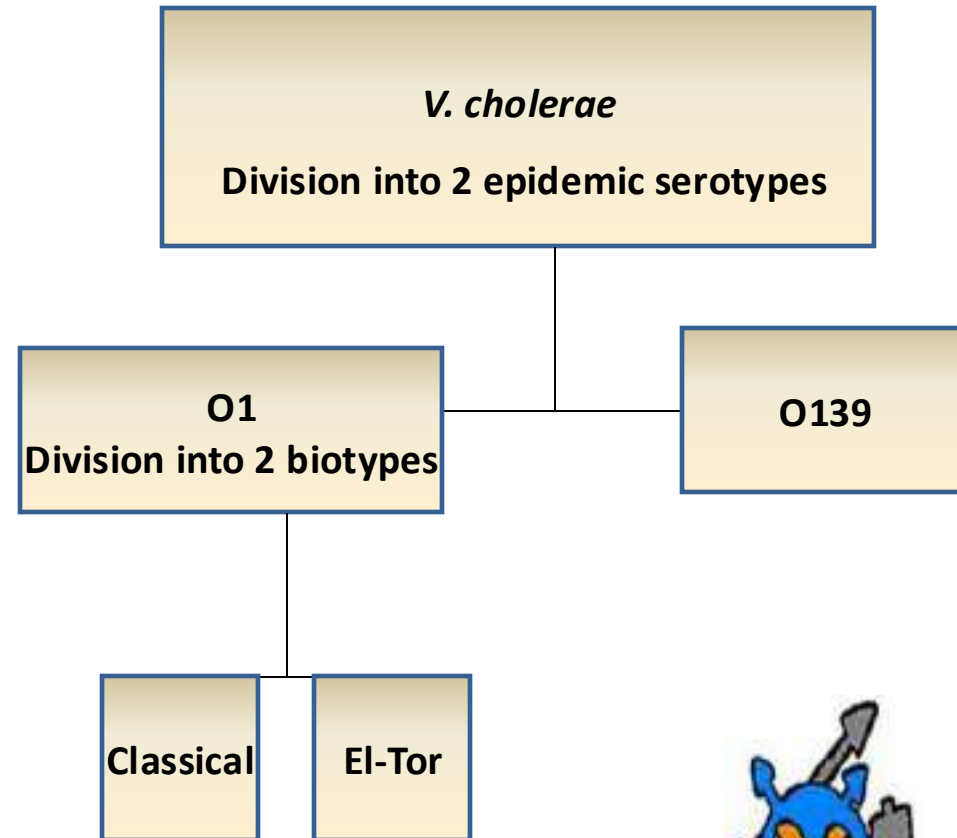 V. cholerae
Division into 2 epidemic serotypes
O1
Division into 2 biotypes
O139
Classical
El-Tor